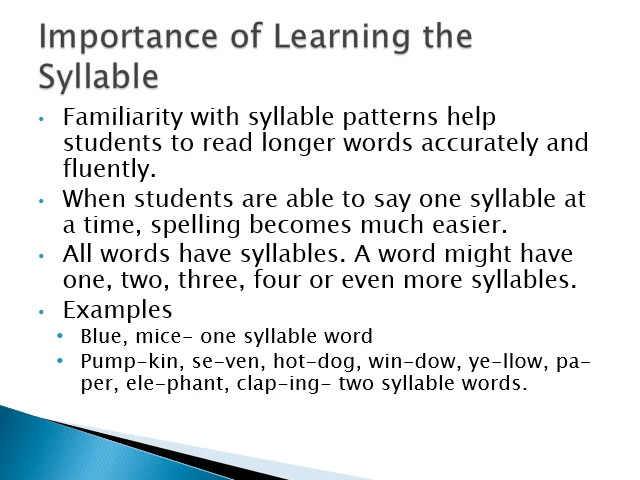 Importance of Learning the
Syllable
• Familiarity with syllable patterns help
students to read longer words accurately and
fluently.
• When students are able to say one syllable at
a time, spelling becomes much easier.
• All words have syllables. A word might have
one, two, three, four or even more syllables.
• Examples
• Blue, mice- one syllable word
• Pump-kin, se-ven, hot-dog, win-dow, ye-llow, pa-
per, ele-phant, clap-ing- two syllable words.